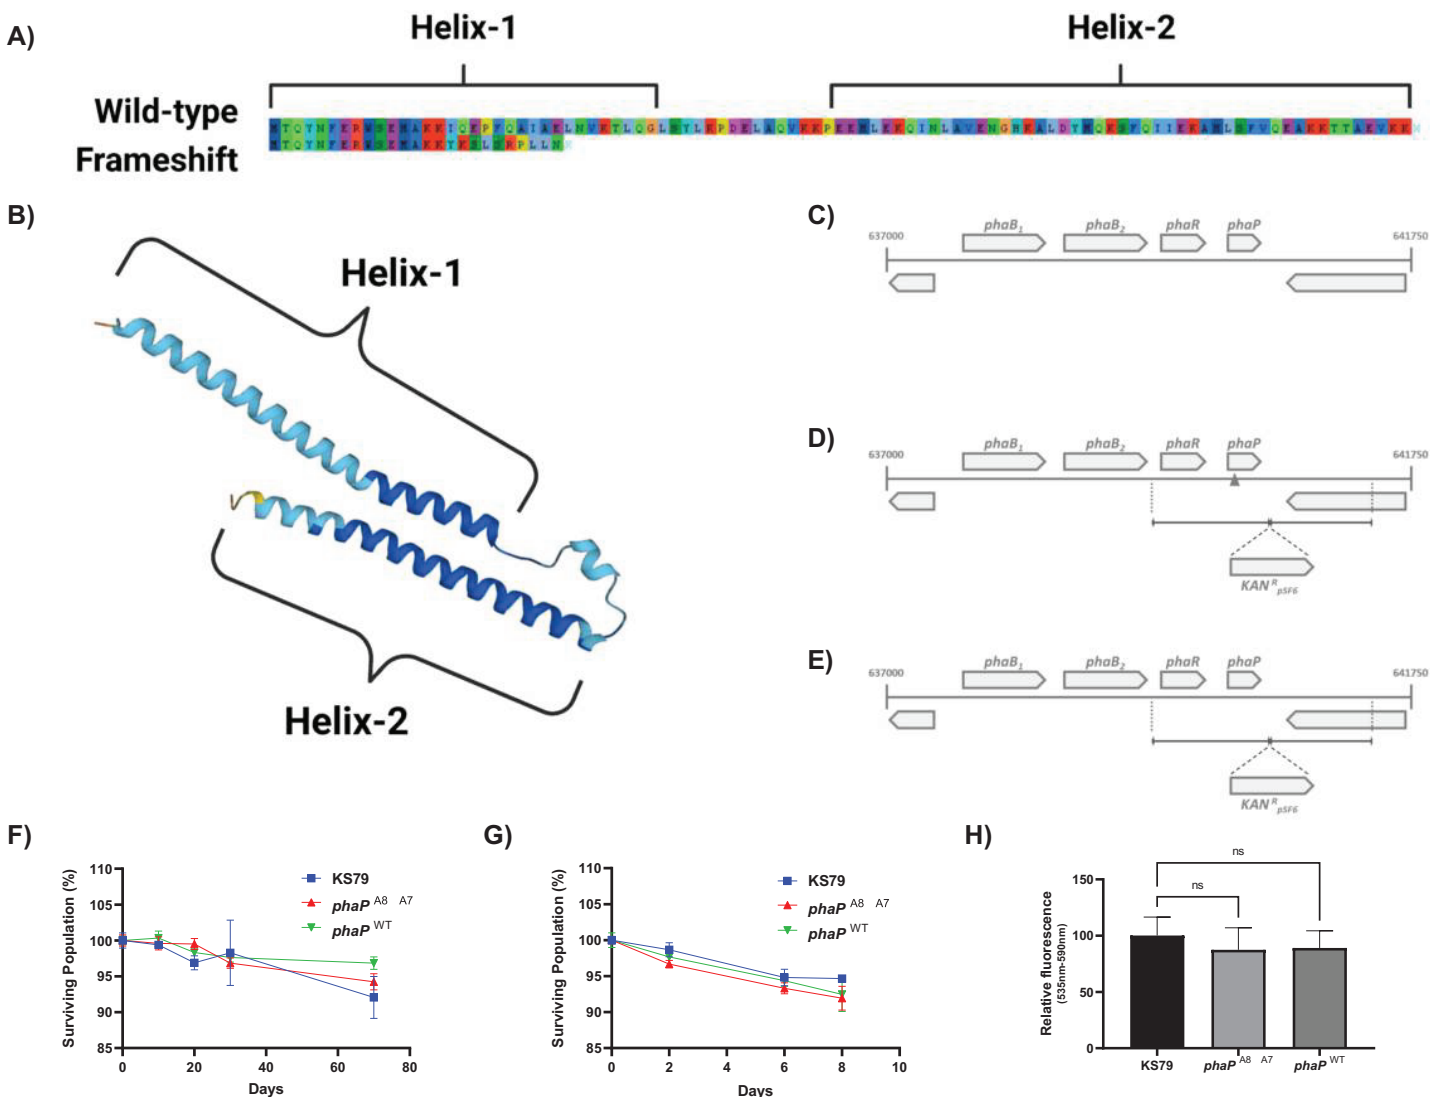 A)
Helix-1
Helix-2
Wild-type
Frameshift
B)
Helix-1
Helix-2
C)
637000
phaB1
phaB2
phaR
phaP
641750
D)
637000
phaB1
phaB2
phaR
phaP
641750
KAN R pSF6
E)
637000
phaB1
phaB2
phaR
phaP
641750
KAN R pSF6
F)
Surviving Population (%)
110
105
100
95
90
85
0 20 40 60 80
Days
KS79
phaP A8 A7
phaP WT
G)
Surviving Population (%)
110
105
100
95
90
85
0 2 4 6 8 10
Days
KS79
phaP A8 A7
phaP WT
H)
Relative fluorescence
(535nm-590nm)
150
100
50
0
ns
ns
KS79 phaP A8 A7 phaP WT